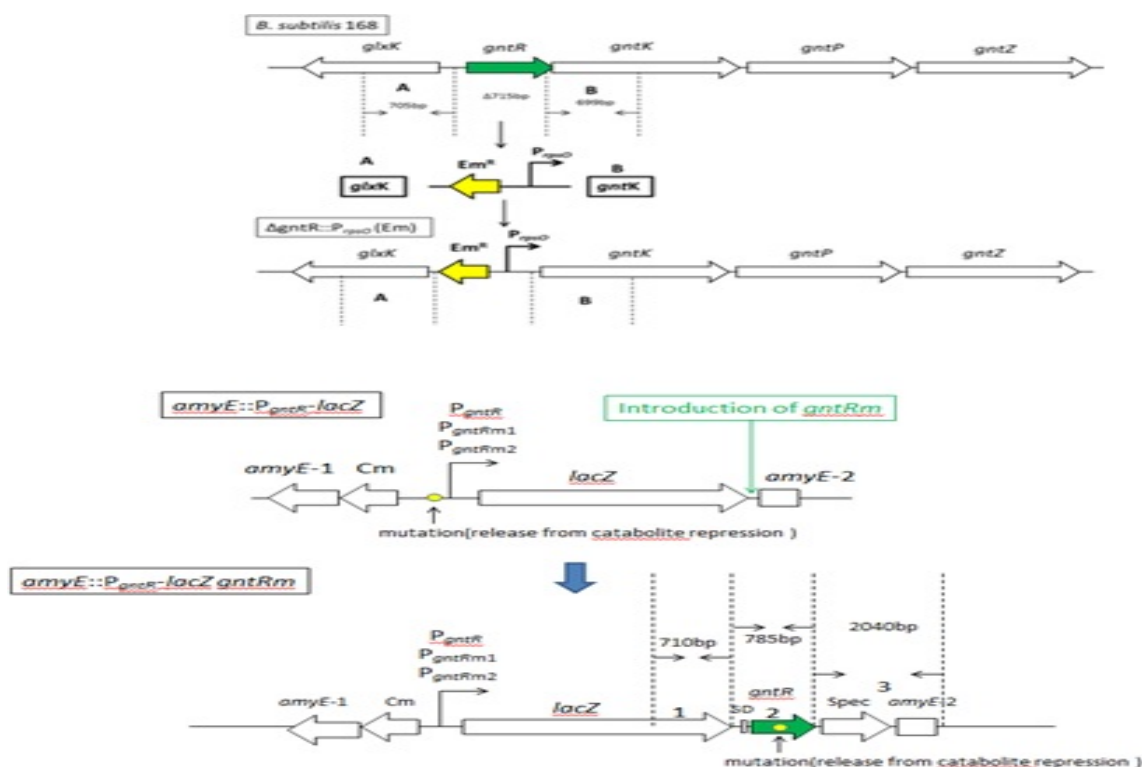 B. subtilis 168
glxK gntR gntK gntP gntZ
A B
705bp Δ715bp 699bp
A Emᴿ PrpsO B
glxK gntK
ΔgntR::PrpsO(Em)
glxK Emᴿ PrpsO gntK gntP gntZ
A B
amyE::PgntR-lacZ
Introduction of gntRm
PgntR
PgntRm1
PgntRm2
amyE-1 Cm lacZ amyE-2
mutation(release from catabolite repression )
amyE::PgntR-lacZ gntRm
PgntR
PgntRm1
PgntRm2
710bp 785bp 2040bp
amyE-1 Cm lacZ 1 SD gntR 2 Spec 3 amyE-2
mutation(release from catabolite repression )